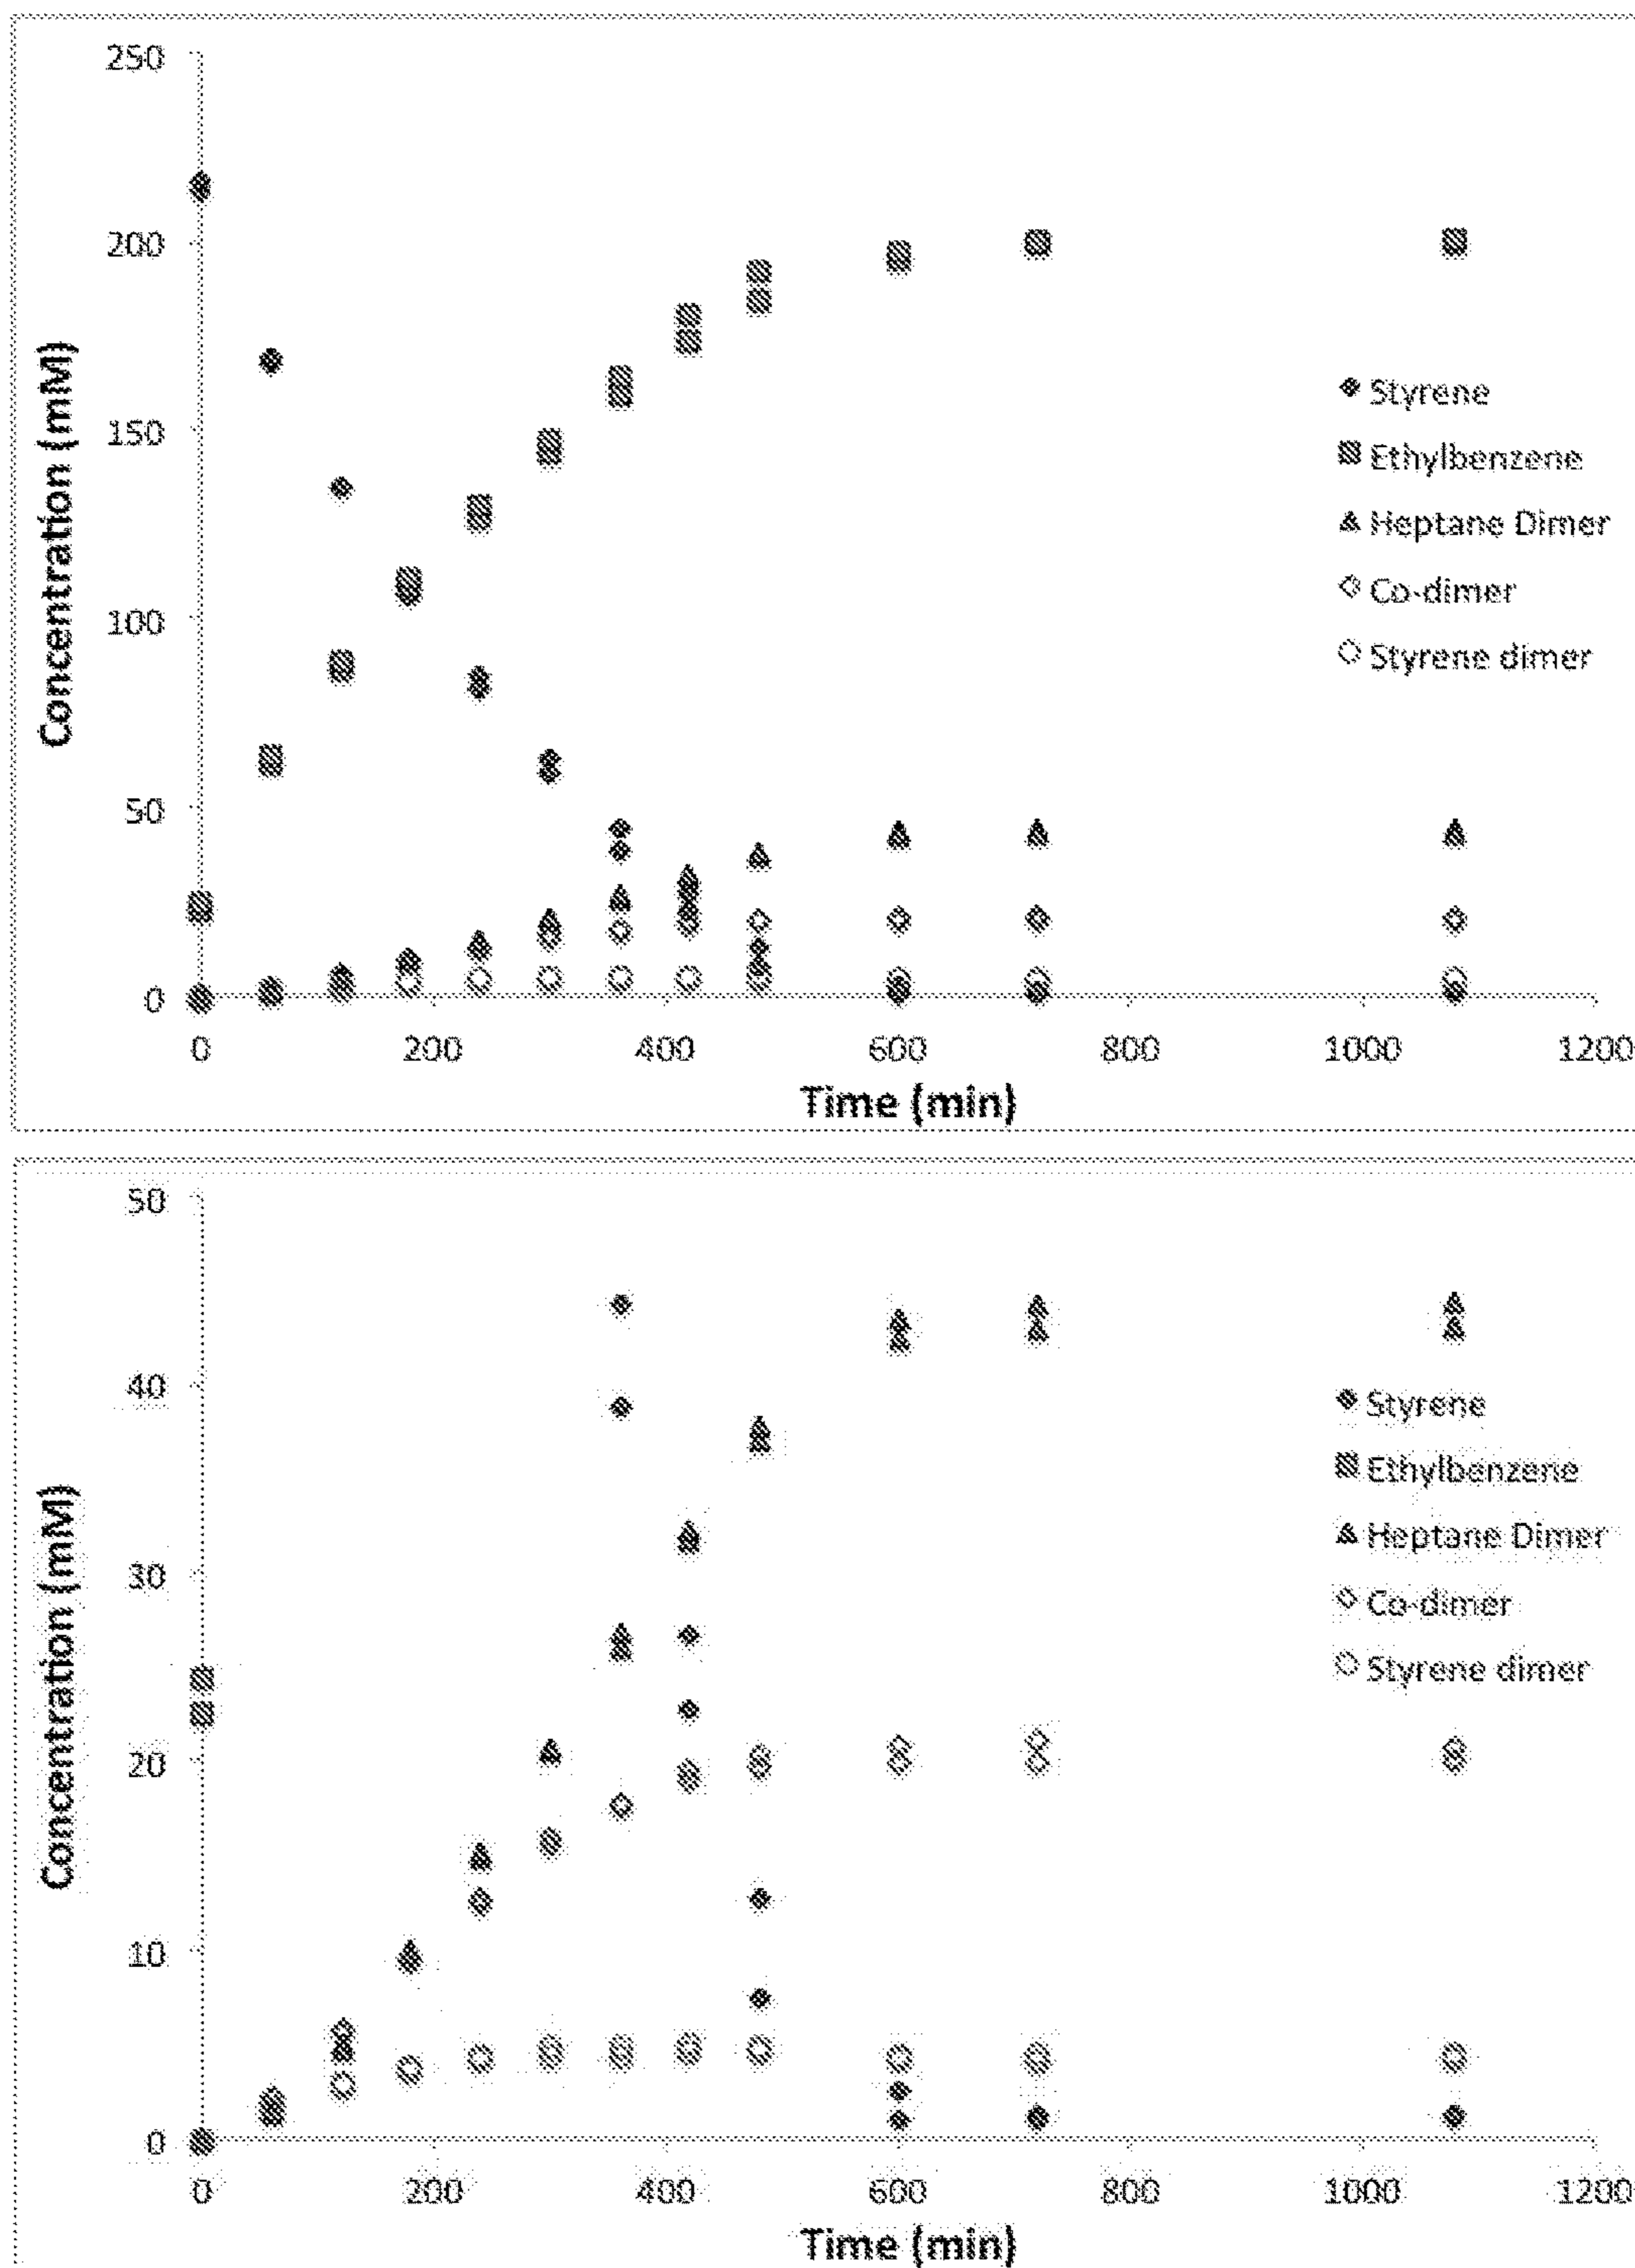 250
200
150
100
50
0
Concentration (mM)
Styrene
Ethylbenzene
Heptane Dimer
Co-dimer
Styrene dimer
0 200 400 600 800 1000 1200
Time (min)
50
40
30
20
10
0
Concentration (mM)
Styrene
Ethylbenzene
Heptane Dimer
Co-dimer
Styrene dimer
0 200 400 600 800 1000 1200
Time (min)